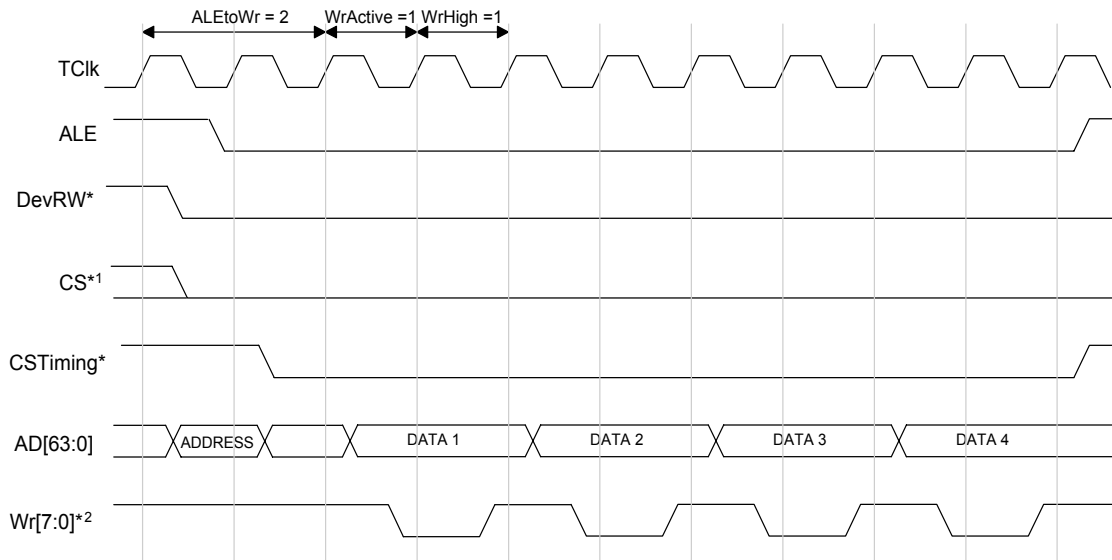 ALEtoWr = 2 WrActive =1 WrHigh =1
TClk
ALE
DevRW*
CS*1
CSTiming*
AD[63:0] ADDRESS DATA 1 DATA 2 DATA 3 DATA 4
Wr[7:0]*2